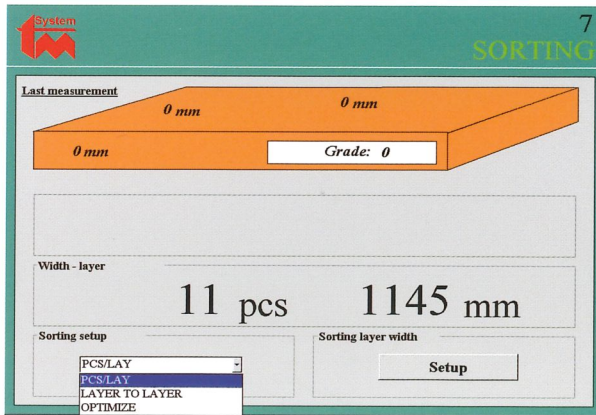 System
tm
7
SORTING
Last measurement
0 mm
0 mm
0 mm
Grade: 0
Width - layer
11 pcs 1145 mm
Sorting setup
Sorting layer width
PCS/LAY
Setup
PCS/LAY
LAYER TO LAYER
OPTIMIZE